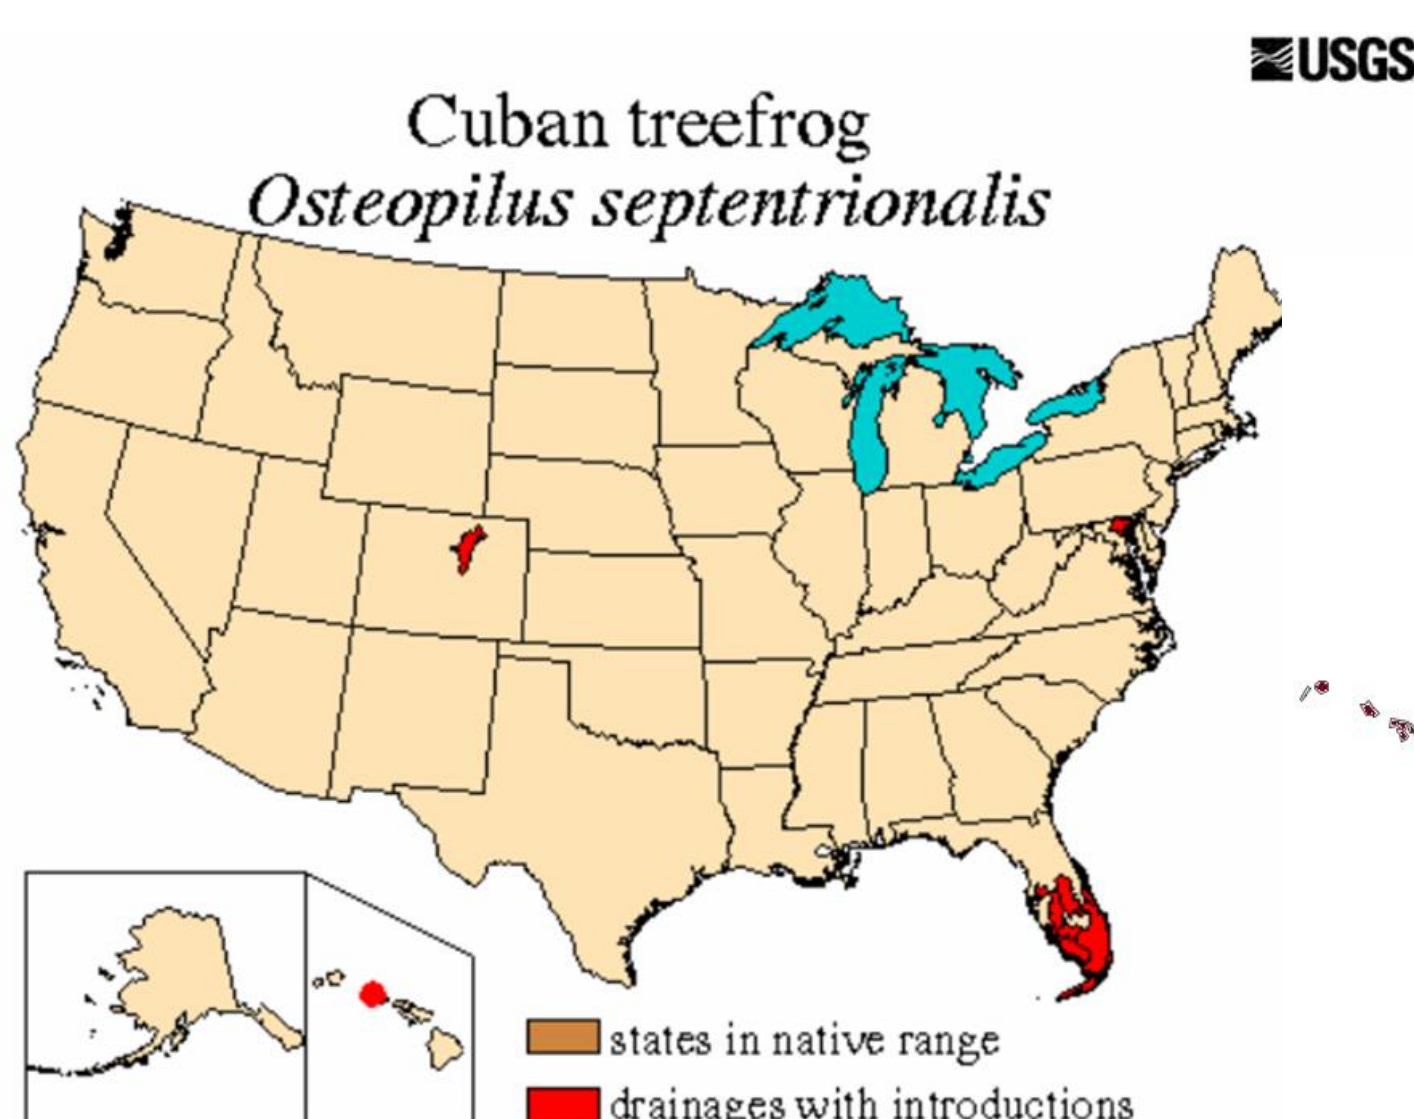 USGS
Cuban treefrog
Osteopilus septentrionalis
states in native range
drainages with introductions